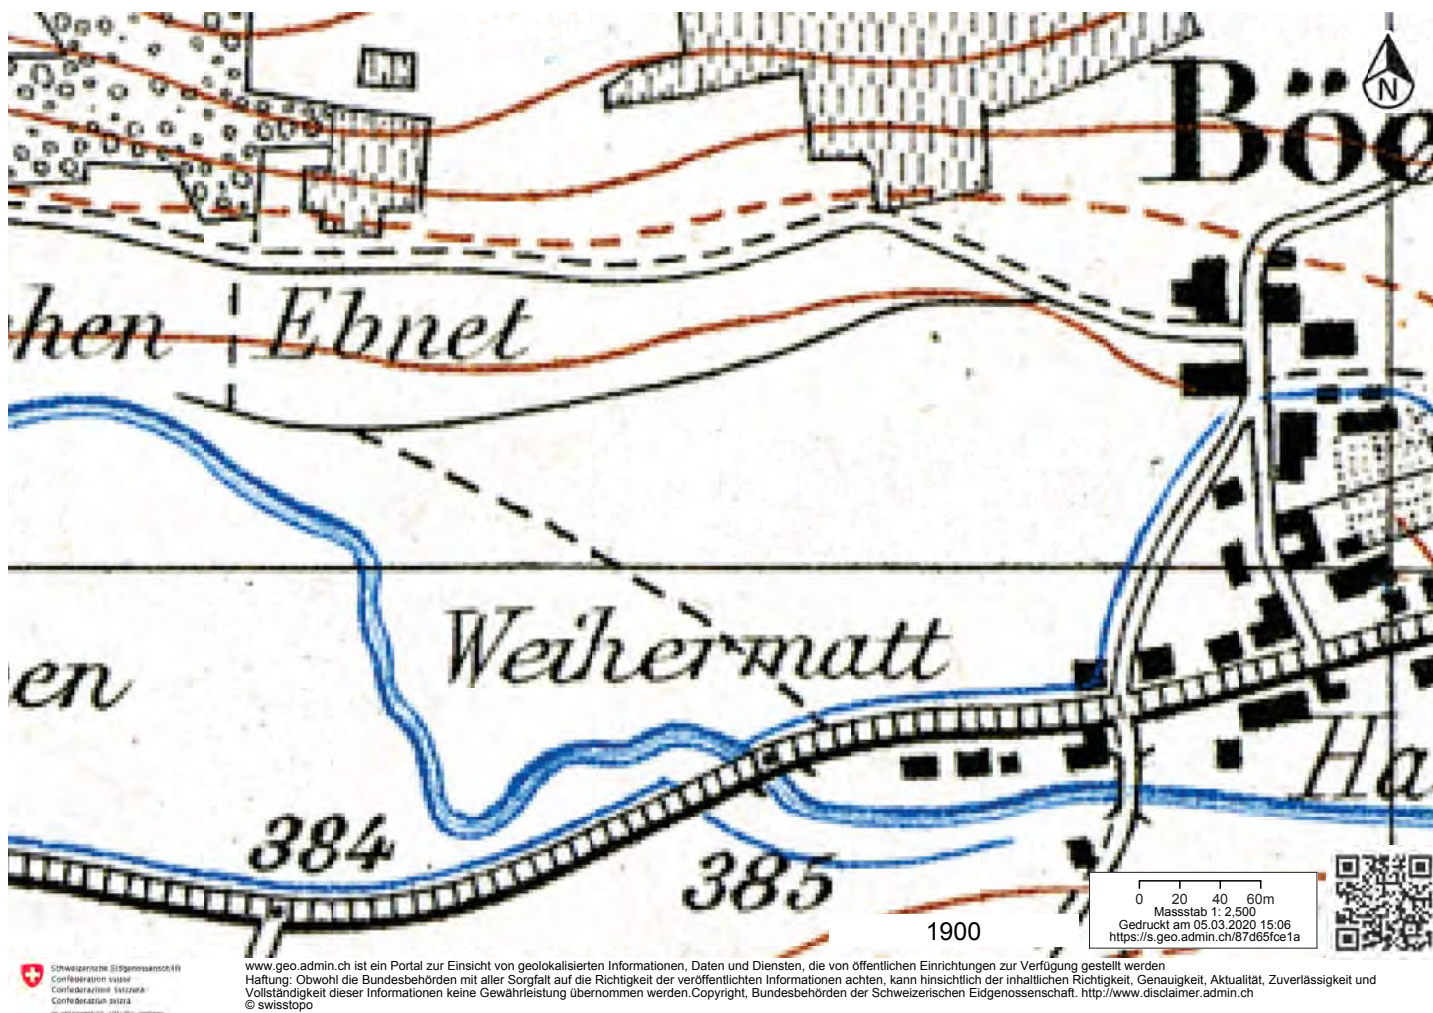 Böe
N
hen
Ebnet
Weihermatt
en
Ha
384
385
1900
0 20 40 60m
Massstab 1: 2,500
Gedruckt am 05.03.2020 15:06
https://s.geo.admin.ch/87d65fce1a
Schweizerische Eidgenossenschaft
Confédération suisse
Confederazione Svizzera
Confederaziun svizra
www.geo.admin.ch ist ein Portal zur Einsicht von geolokalisierten Informationen, Daten und Diensten, die von öffentlichen Einrichtungen zur Verfügung gestellt werden
Haftung: Obwohl die Bundesbehörden mit aller Sorgfalt auf die Richtigkeit der veröffentlichten Informationen achten, kann hinsichtlich der inhaltlichen Richtigkeit, Genauigkeit, Aktualität, Zuverlässigkeit und
Vollständigkeit dieser Informationen keine Gewährleistung übernommen werden.Copyright, Bundesbehörden der Schweizerischen Eidgenossenschaft. http://www.disclaimer.admin.ch
© swisstopo